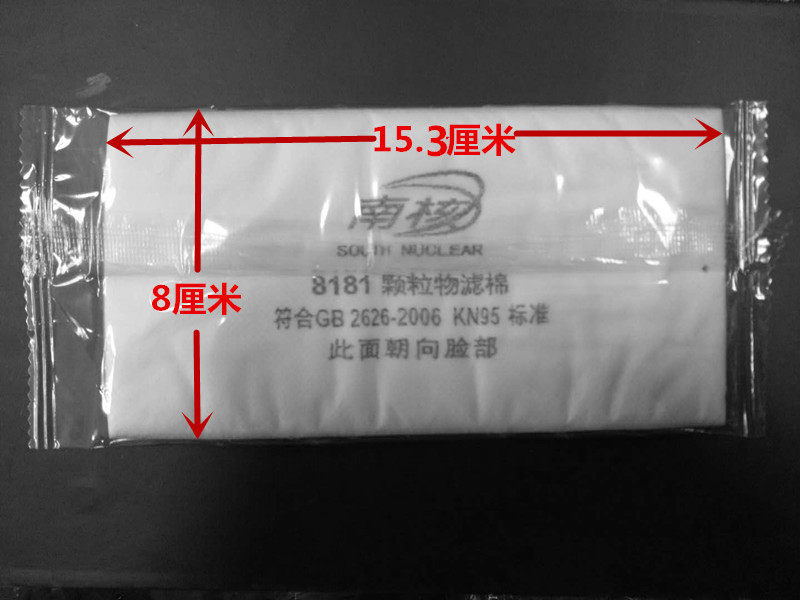 15.3厘米
南核
SOUTH NUCLEAR
8181 颗粒物滤棉
8厘米
符合GB 2626-2006 KN95 标准
此面朝向脸部